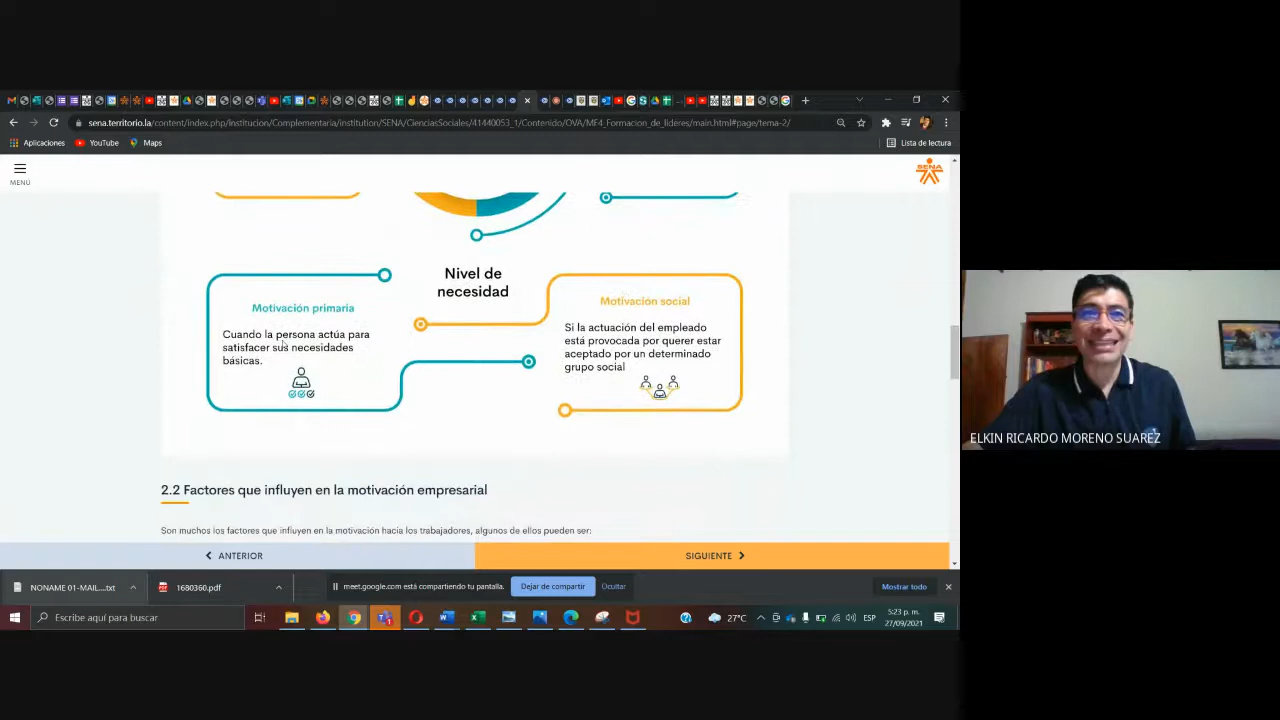 sena.territorio.la/content/index.php/Institucion/Complementaria/institution/SENA/CienciasSociales/41440053_1/Contenido/OVA/MF4_Formacion_de_lideres/main.html#page/tema-2/
Aplicaciones
YouTube
Maps
Lista de lectura
MENÚ
SENA
Nivel de
necesidad
Motivación primaria
Cuando la persona actúa para
satisfacer sus necesidades
básicas.
Motivación social
Si la actuación del empleado
está provocada por querer estar
aceptado por un determinado
grupo social
2.2 Factores que influyen en la motivación empresarial
Son muchos los factores que influyen en la motivación hacia los trabajadores, algunos de ellos pueden ser:
ANTERIOR
SIGUIENTE
ELKIN RICARDO MORENO SUAREZ
NONAME 01-MAIL....txt
1680360.pdf
meet.google.com está compartiendo tu pantalla.
Dejar de compartir
Ocultar
Mostrar todo
Escribe aquí para buscar
27°C
ESP
5:23 p. m.
27/09/2021